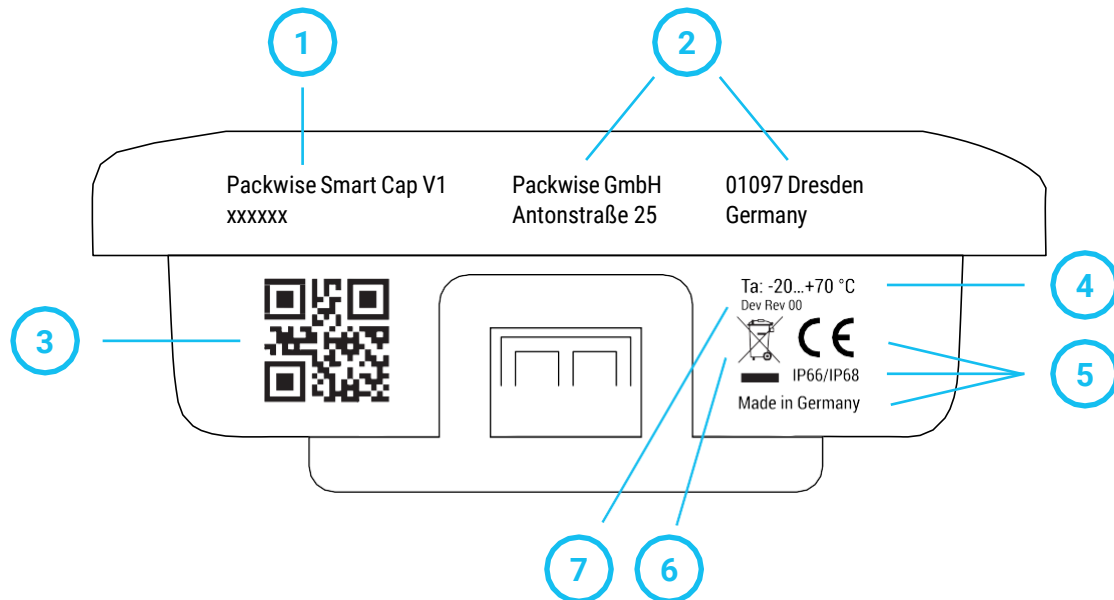 1
2
Packwise Smart Cap V1
xxxxxx
Packwise GmbH
Antonstraße 25
01097 Dresden
Germany
3
Ta: -20...+70 °C
Dev Rev 00
CE
IP66/IP68
Made in Germany
4
5
7
6